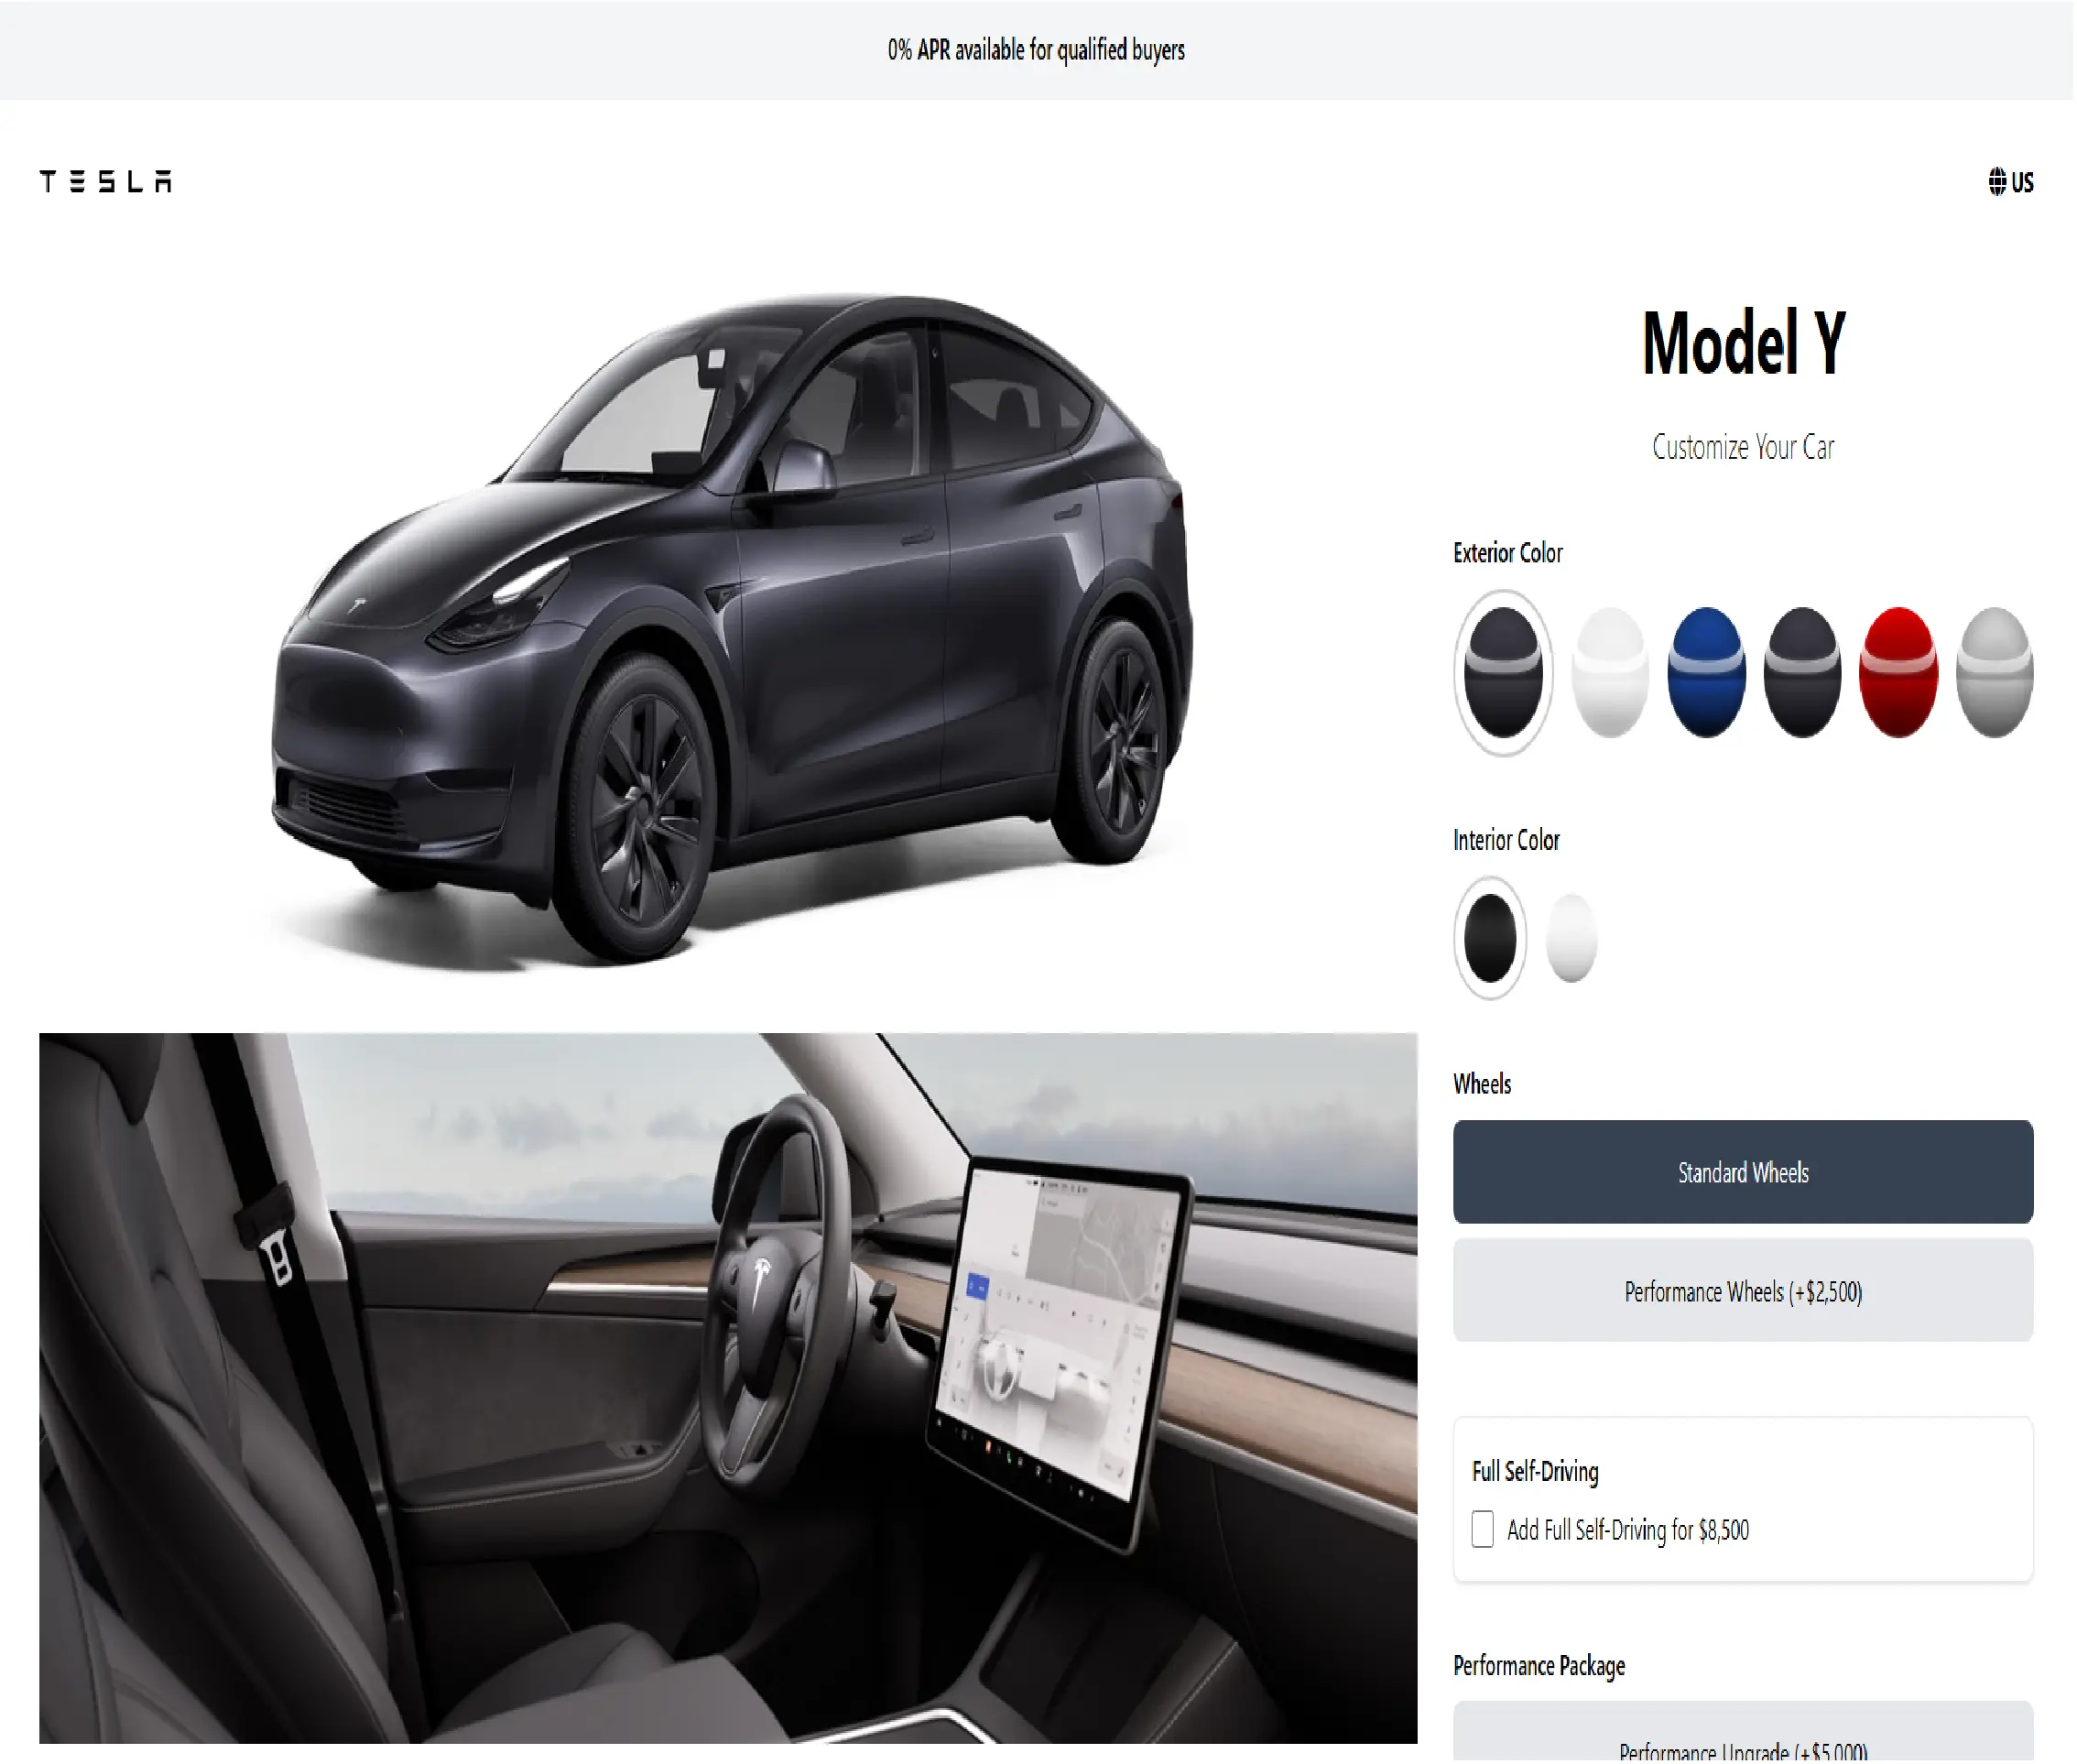 0% APR available for qualified buyers
TESLA
US
Model Y
Customize Your Car
Exterior Color
Interior Color
Wheels
Standard Wheels
Performance Wheels (+$2,500)
Full Self-Driving
Add Full Self-Driving for $8,500
Performance Package
Performance Upgrade (+$5,000)